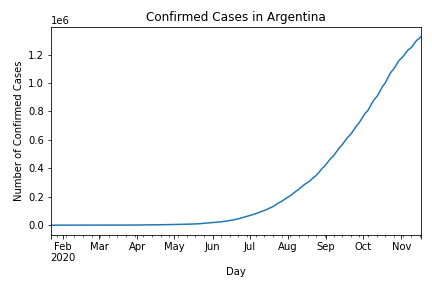 Confirmed Cases in Argentina
1e6
1.2
1.0
0.8
0.6
0.4
0.2
0.0
Number of Confirmed Cases
Feb Mar Apr May Jun Jul Aug Sep Oct Nov
2020
Day